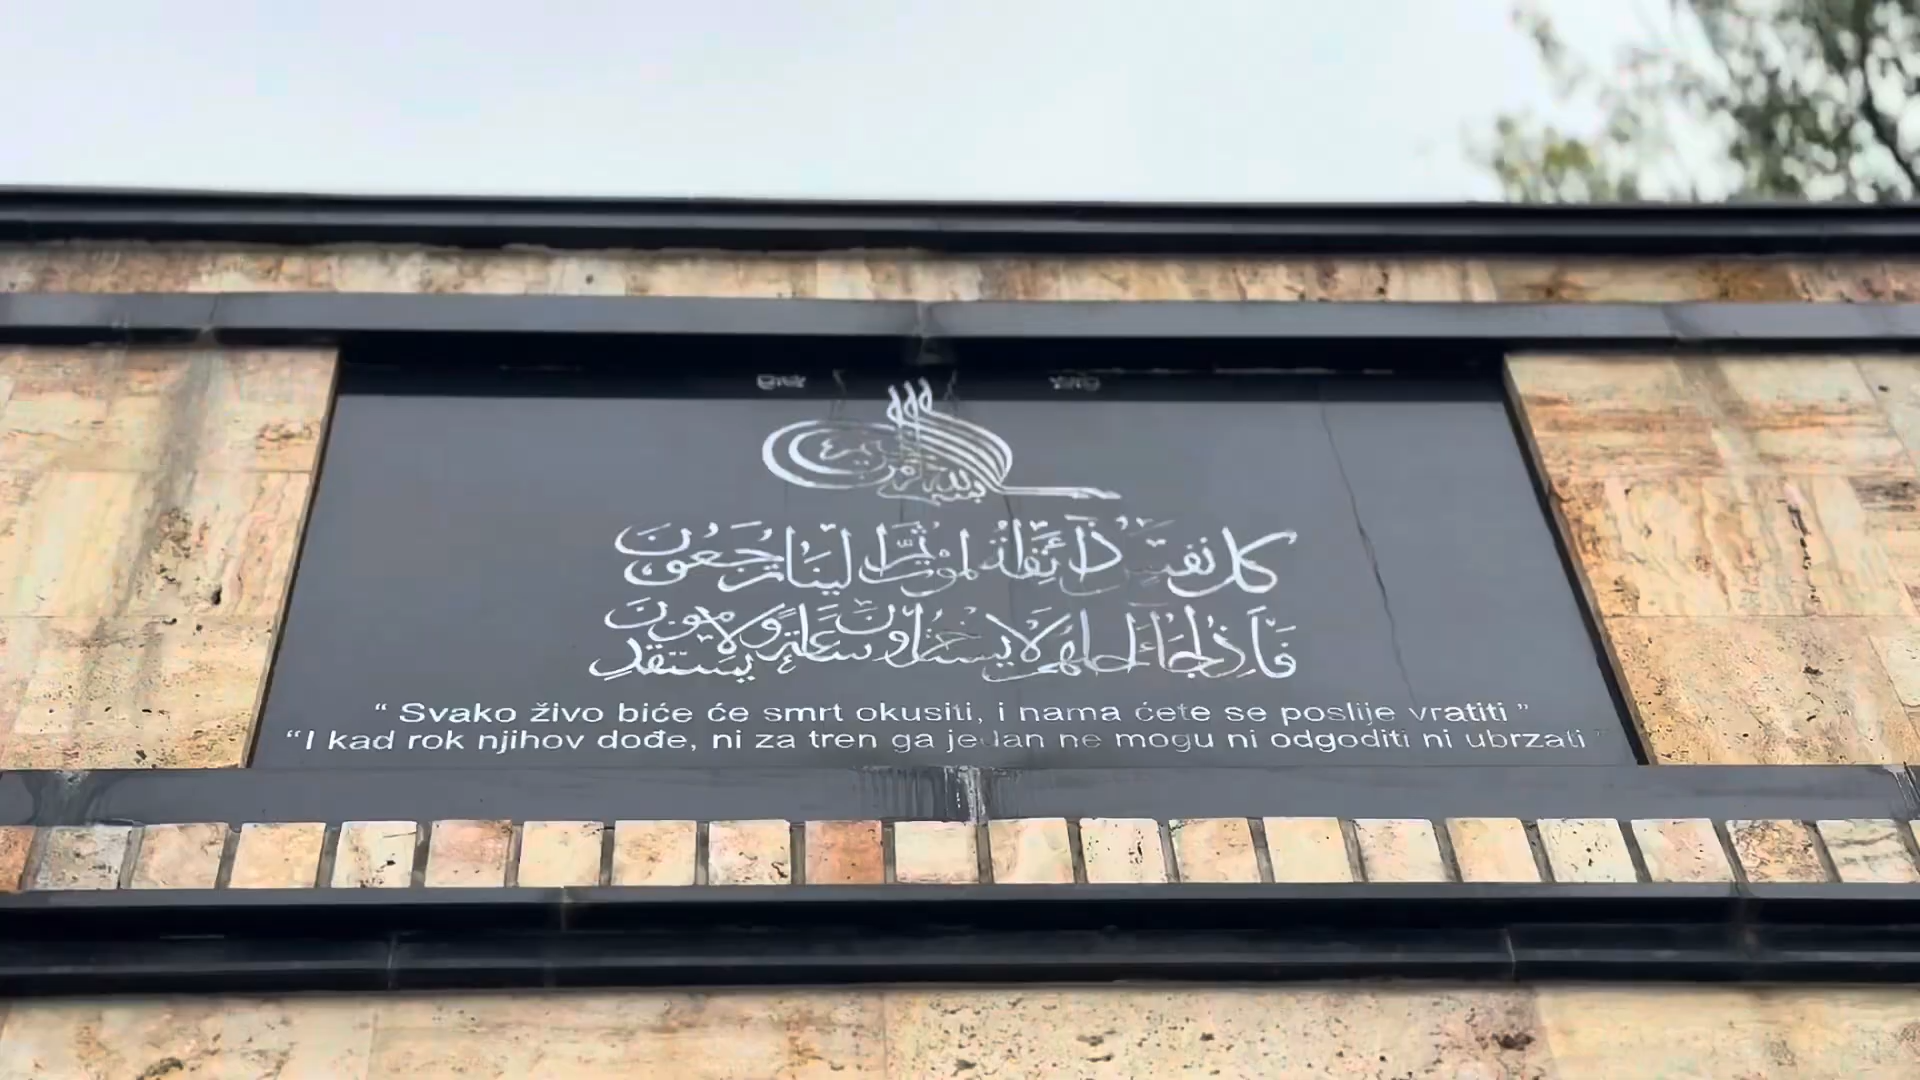 كل نفس ذائقة الموت ثم إلينا ترجعون
فإذا جاء أجلهم لا يستأخرون ساعة ولا يستقدمون
“ Svako živo biće će smrt okusiti, i nama ćete se poslije vratiti ”
“I kad rok njihov dođe, ni za tren ga jedan ne mogu ni odgoditi ni ubrzati ”